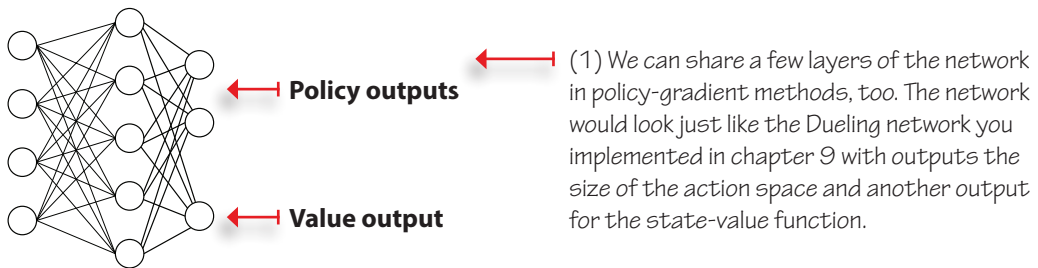 Policy outputs
Value output
(1) We can share a few layers of the network
in policy-gradient methods, too. The network
would look just like the Dueling network you
implemented in chapter 9 with outputs the
size of the action space and another output
for the state-value function.